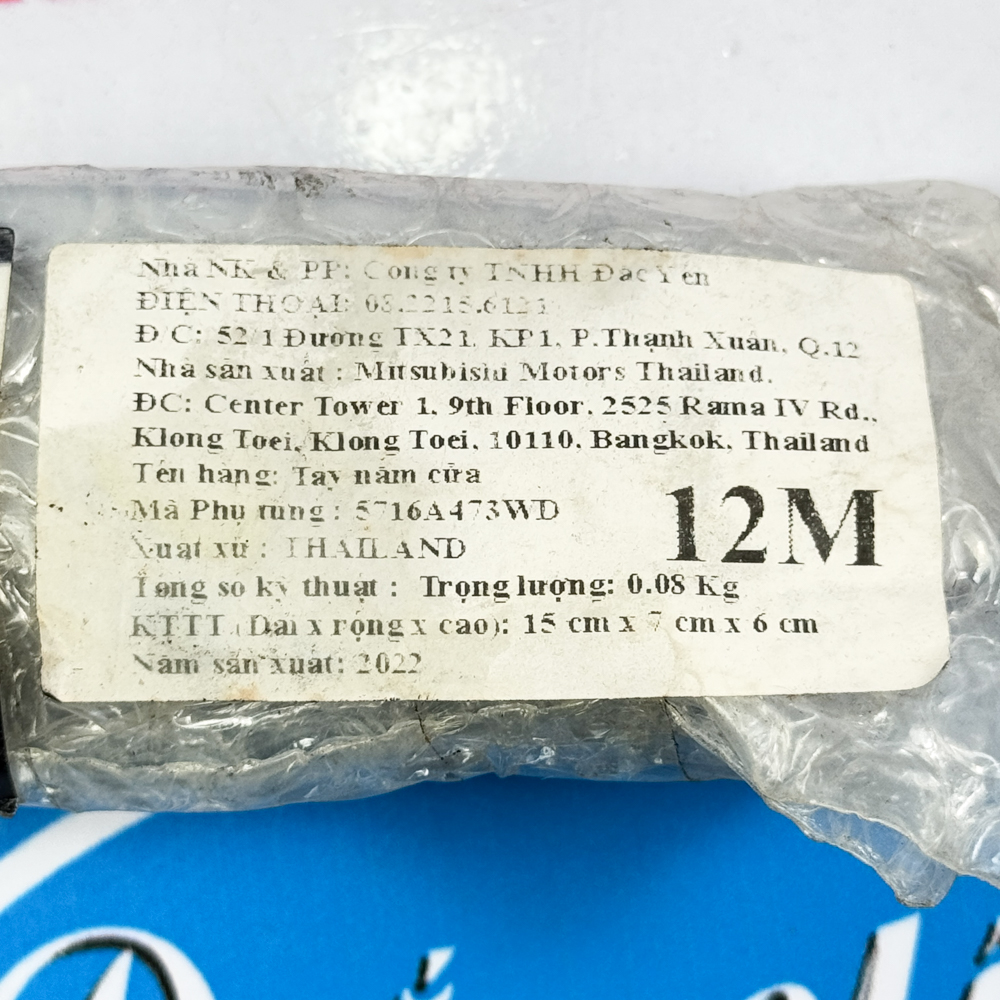 Nhà NK & PP: Công ty TNHH Đắc Yến
ĐIỆN THOẠI: 08.2215.6121
Đ/C: 52/1 Đường TX21, KP1, P.Thạnh Xuân, Q.12
Nhà sản xuất : Mitsubishi Motors Thailand.
ĐC: Center Tower 1, 9th Floor, 2525 Rama IV Rd.,
Klong Toei, Klong Toei, 10110, Bangkok, Thailand
Tên hàng: Tay nắm cửa
Mã Phụ tùng : 5716A473WD
Xuất xứ : THAILAND
12M
Tông số kỹ thuật : Trọng lượng: 0.08 Kg
KTTT (Dài x rộng x cao): 15 cm x 7 cm x 6 cm
Năm sản xuất: 2022